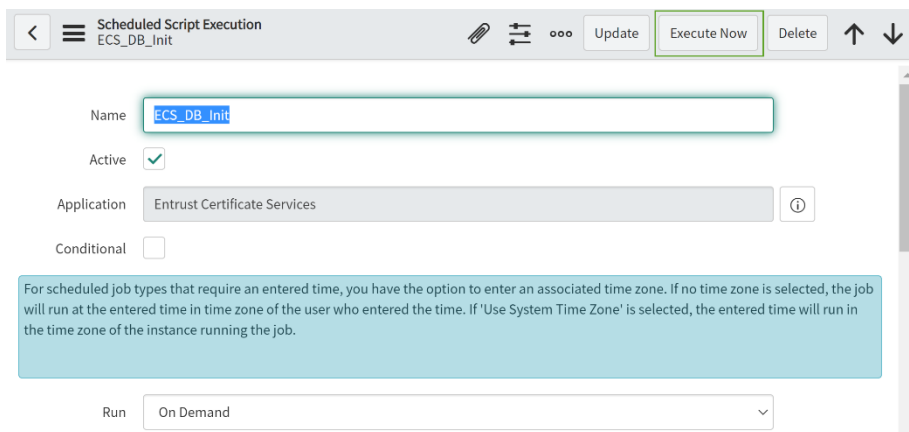 Scheduled Script Execution
ECS_DB_Init
Update
Execute Now
Delete
Name
ECS_DB_Init
Active
Application
Entrust Certificate Services
Conditional
For scheduled job types that require an entered time, you have the option to enter an associated time zone. If no time zone is selected, the job
will run at the entered time in time zone of the user who entered the time. If 'Use System Time Zone' is selected, the entered time will run in
the time zone of the instance running the job.
Run
On Demand